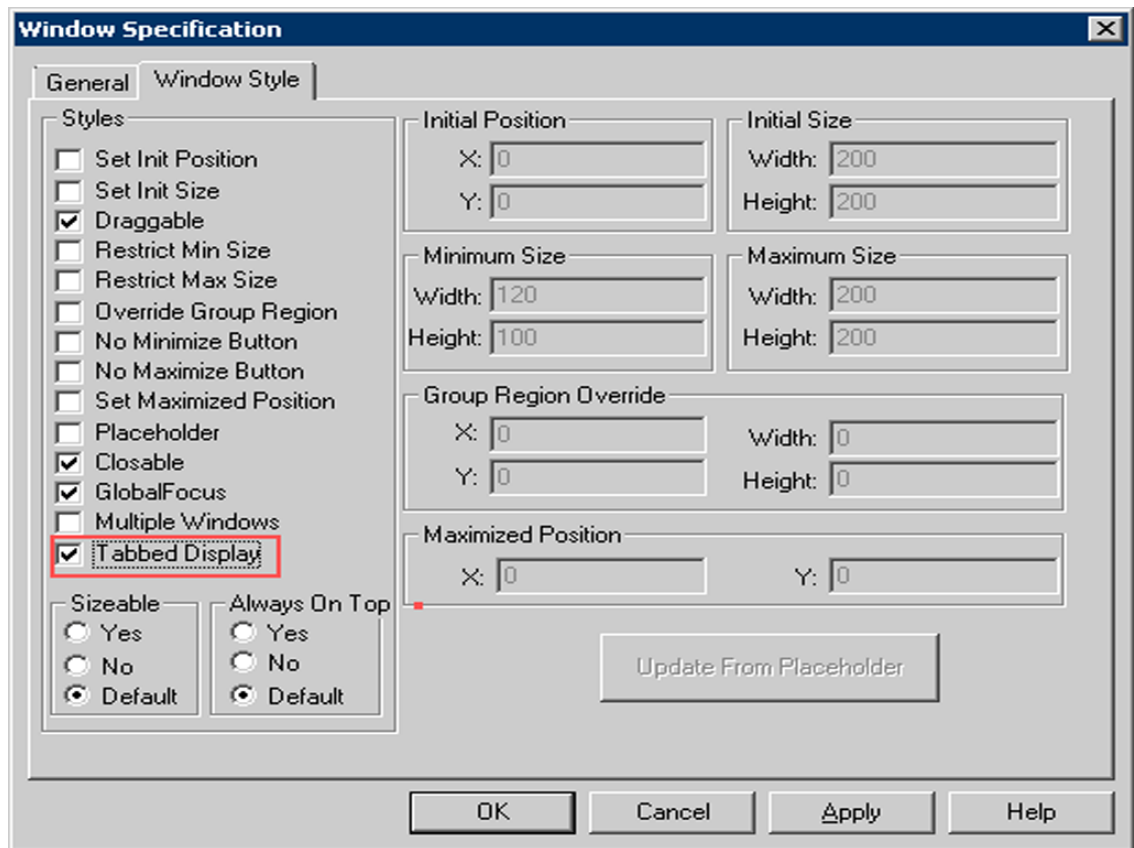 Window Specification
General
Window Style
Styles
Set Init Position
Set Init Size
Draggable
Restrict Min Size
Restrict Max Size
Override Group Region
No Minimize Button
No Maximize Button
Set Maximized Position
Placeholder
Closable
GlobalFocus
Multiple Windows
Tabbed Display
Sizeable
Yes
No
Default
Always On Top
Yes
No
Default
Initial Position
X: 0
Y: 0
Initial Size
Width: 200
Height: 200
Minimum Size
Width: 120
Height: 100
Maximum Size
Width: 200
Height: 200
Group Region Override
X: 0
Width: 0
Y: 0
Height: 0
Maximized Position
X: 0
Y: 0
Update From Placeholder
OK
Cancel
Apply
Help